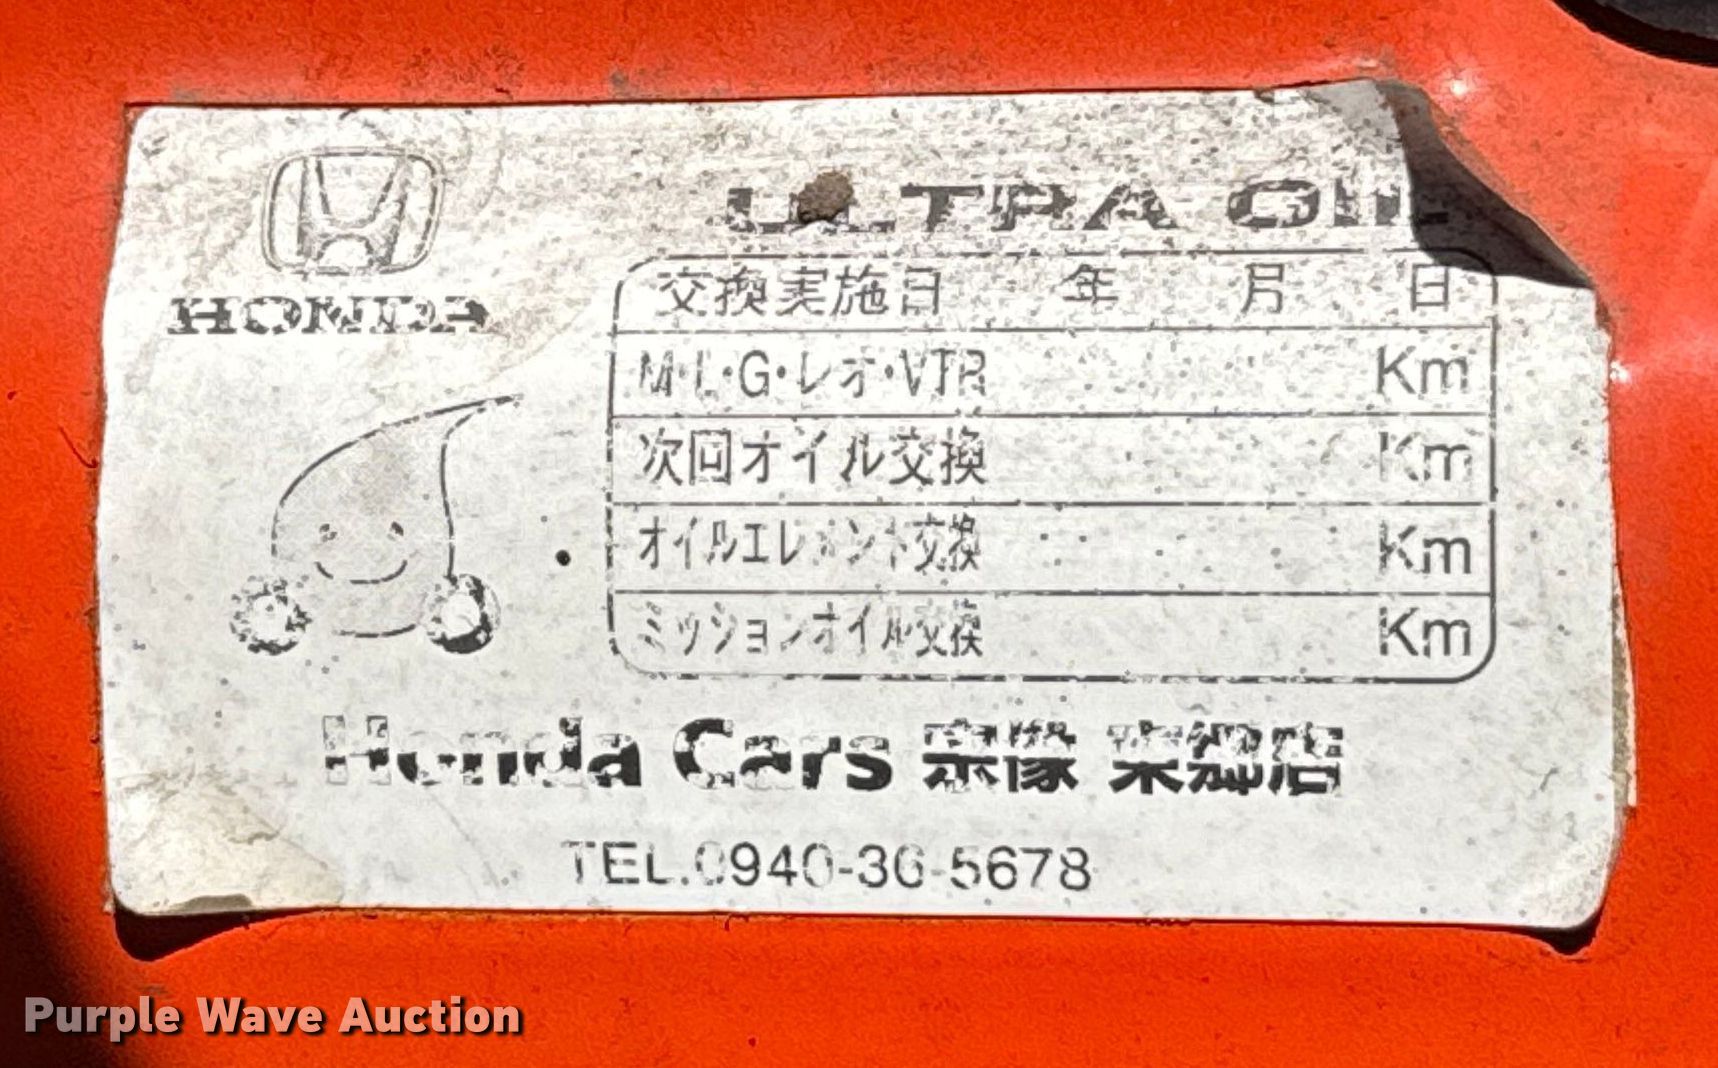 HONDA
ULTRA OIL
交換実施日 年 月 日
M・L・G・レオ・VTR Km
次回オイル交換 Km
オイルエレメント交換 Km
ミッションオイル交換 Km
Honda Cars 宗像 東郷店
TEL.0940-36-5678
Purple Wave Auction